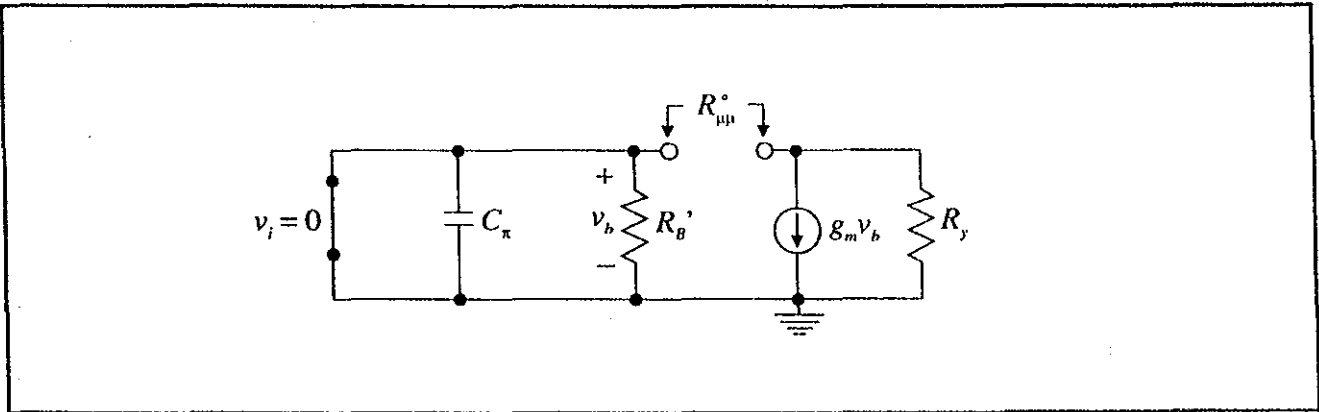 R°μμ
+
v_i = 0
C_π
v_b
R_B'
g_m v_b
R_y
−